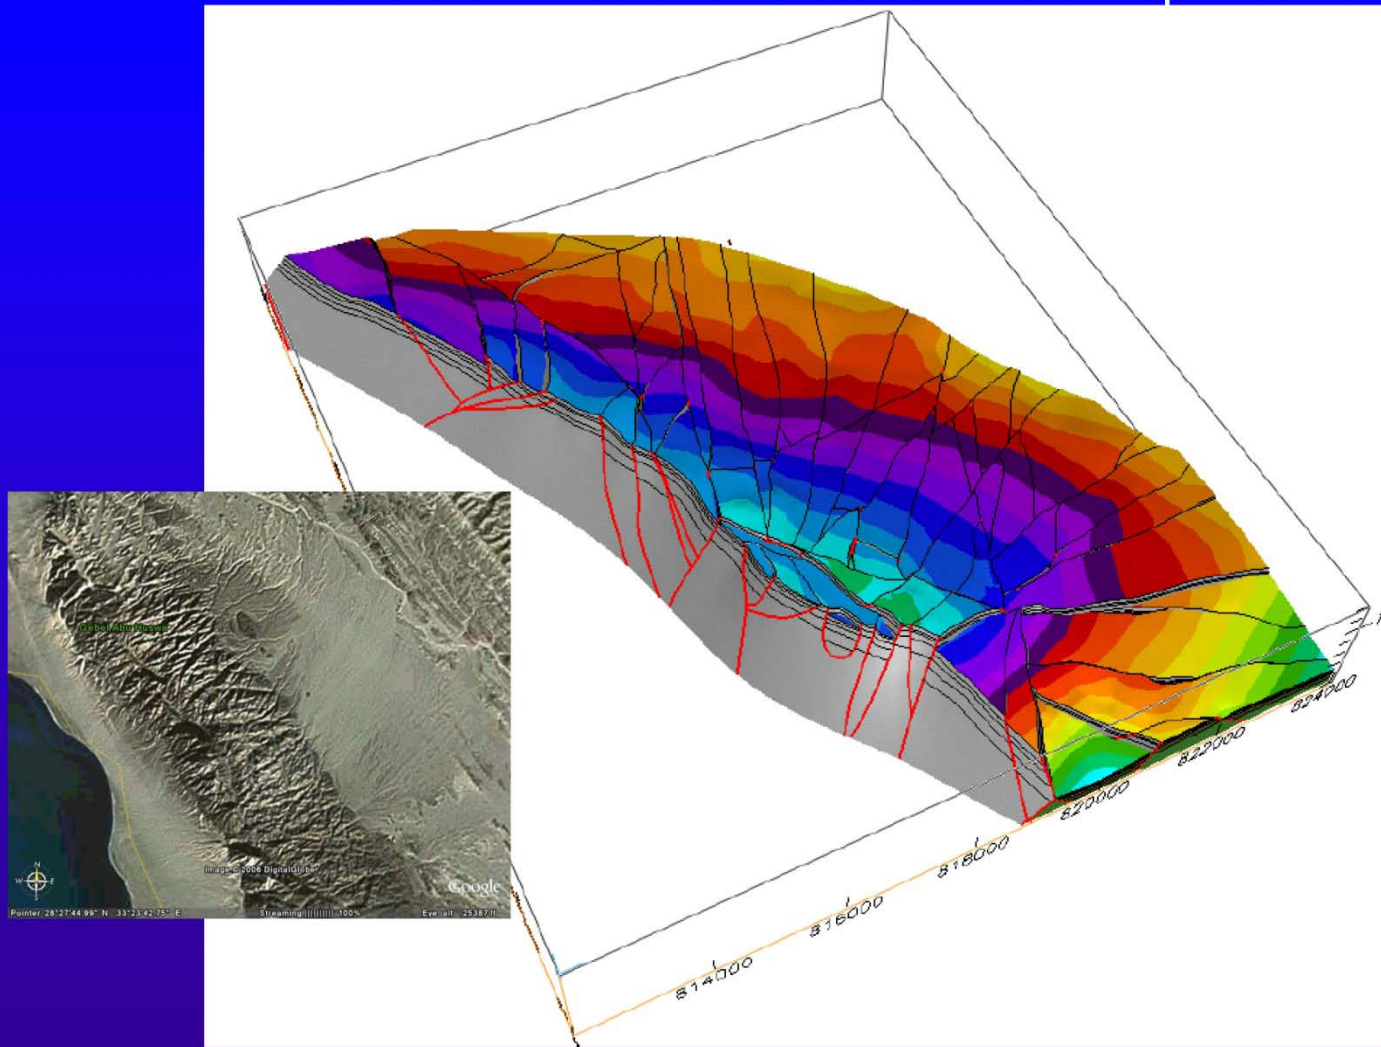 824000
822000
820000
818000
816000
814000
Gebel Abu Huswa
N
W E
S
Image © 2006 DigitalGlobe
Google
Pointer 28°27'44.99" N 33°23'42.75" E Streaming |||||||||| 100% Eye alt 25387 ft